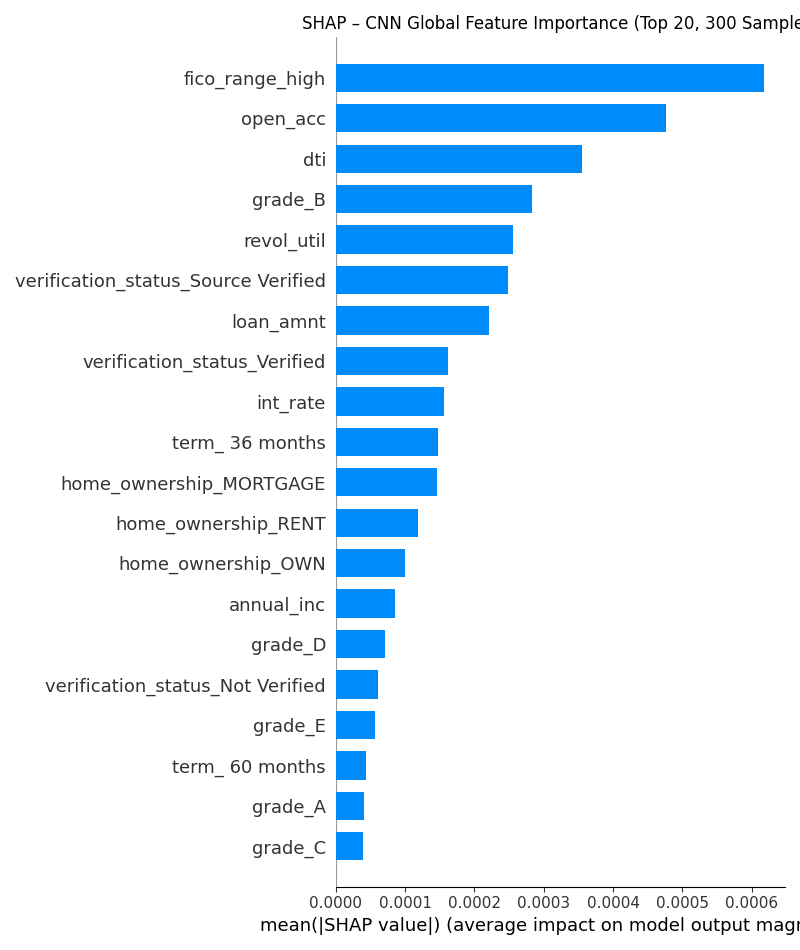 SHAP – CNN Global Feature Importance (Top 20, 300 Sample
fico_range_high
open_acc
dti
grade_B
revol_util
verification_status_Source Verified
loan_amnt
verification_status_Verified
int_rate
term_ 36 months
home_ownership_MORTGAGE
home_ownership_RENT
home_ownership_OWN
annual_inc
grade_D
verification_status_Not Verified
grade_E
term_ 60 months
grade_A
grade_C
0.0000 0.0001 0.0002 0.0003 0.0004 0.0005 0.0006
mean(|SHAP value|) (average impact on model output magn